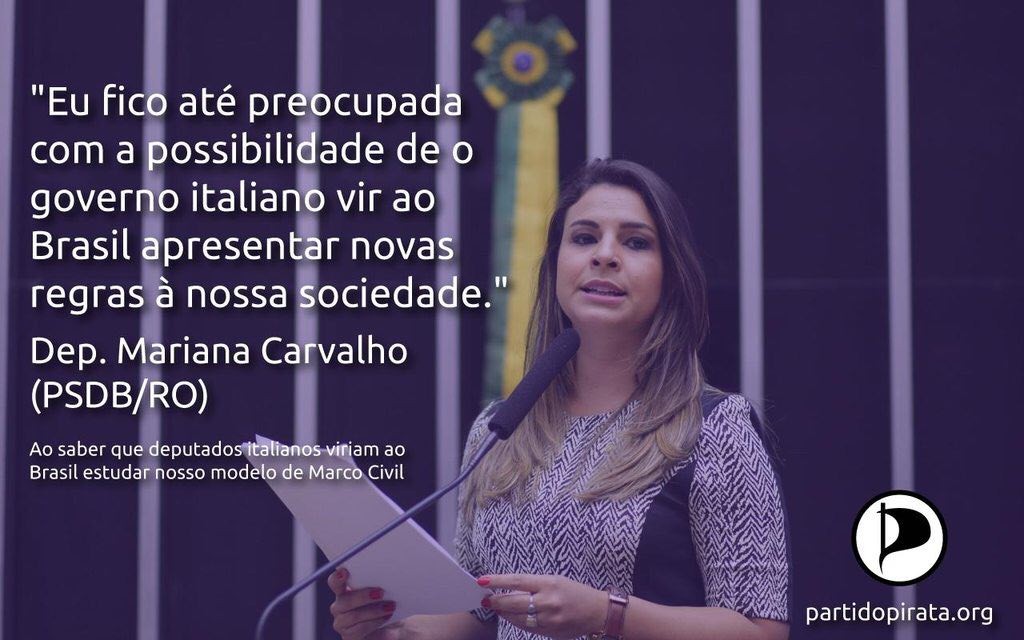 "Eu fico até preocupada
com a possibilidade de o
governo italiano vir ao
Brasil apresentar novas
regras à nossa sociedade."
Dep. Mariana Carvalho
(PSDB/RO)
Ao saber que deputados italianos viriam ao
Brasil estudar nosso modelo de Marco Civil
partidopirata.org